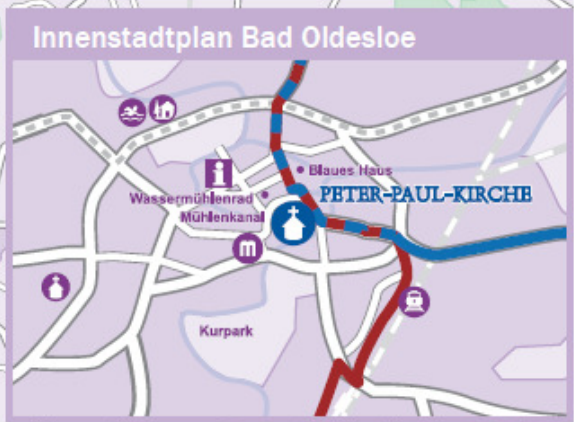 Innenstadtplan Bad Oldesloe
Blaues Haus
Wassermühlenrad
PETER-PAUL-KIRCHE
Mühlenkanal
i
m
Kurpark